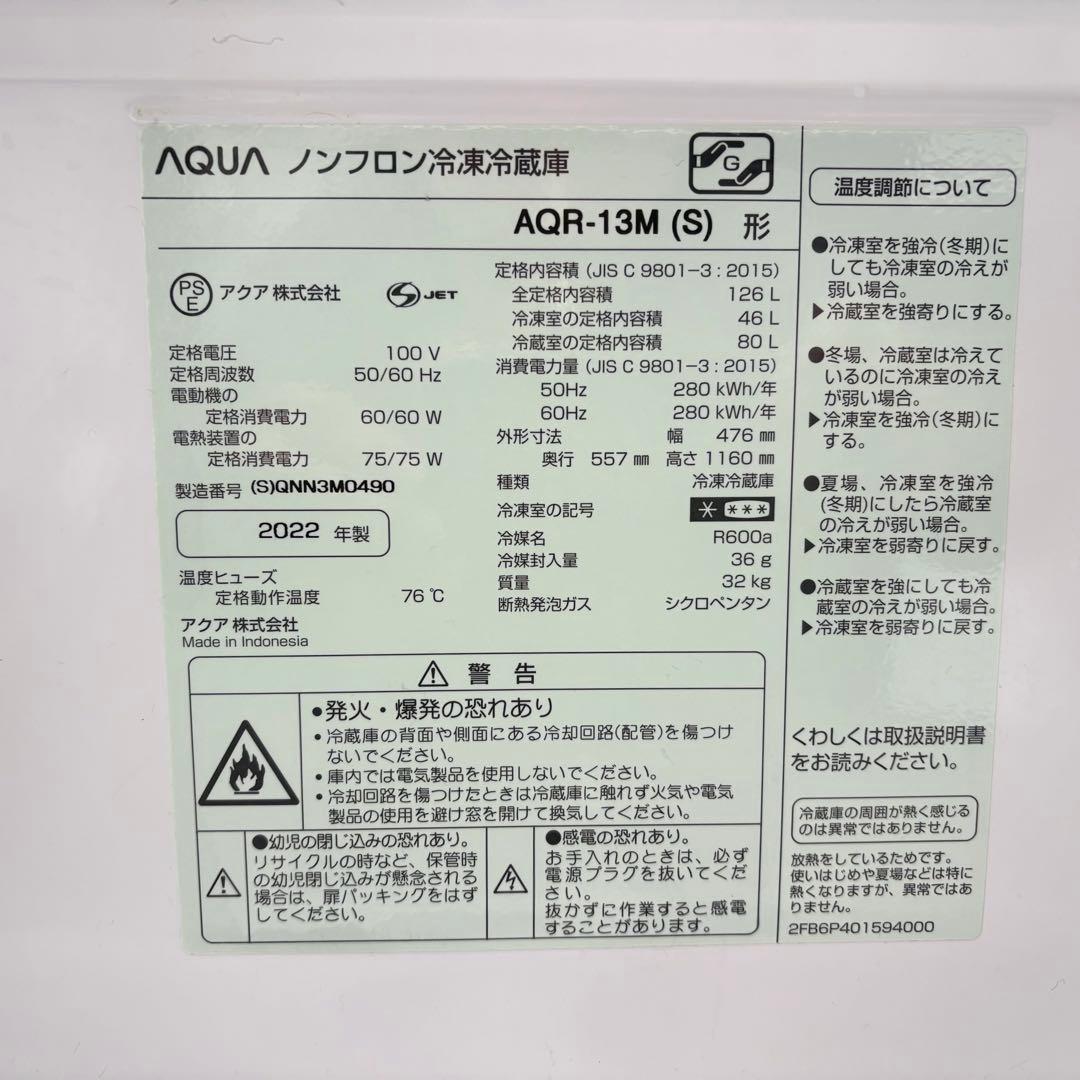 AQUA ノンフロン冷凍冷蔵庫
G
AQR-13M (S) 形
PS
E
アクア 株式会社
S JET
定格電圧 100 V
定格周波数 50/60 Hz
電動機の
定格消費電力 60/60 W
電熱装置の
定格消費電力 75/75 W
製造番号 (S)QNN3M0490
2022 年製
温度ヒューズ
定格動作温度 76 ℃
アクア 株式会社
Made in Indonesia
定格内容積 (JIS C 9801-3 : 2015)
全定格内容積 126 L
冷凍室の定格内容積 46 L
冷蔵室の定格内容積 80 L
消費電力量 (JIS C 9801-3 : 2015)
50Hz 280 kWh/年
60Hz 280 kWh/年
外形寸法 幅 476 mm
奥行 557 mm 高さ 1160 mm
種類 冷凍冷蔵庫
冷凍室の記号 * ***
冷媒名 R600a
冷媒封入量 36 g
質量 32 kg
断熱発泡ガス シクロペンタン
⚠ 警 告
●発火・爆発の恐れあり
・冷蔵庫の背面や側面にある冷却回路(配管)を傷つけ
ないでください。
・庫内では電気製品を使用しないでください。
・冷却回路を傷つけたときは冷蔵庫に触れず火気や電気
製品の使用を避け窓を開けて換気してください。
●幼児の閉じ込みの恐れあり。
リサイクルの時など、保管時
の幼児閉じ込みが懸念される
場合は、扉パッキングをはず
してください。
●感電の恐れあり。
お手入れのときは、必ず
電源プラグを抜いてくだ
さい。
抜かずに作業すると感電
することがあります。
温度調節について
●冷凍室を強冷(冬期)に
しても冷凍室の冷えが
弱い場合。
▶冷蔵室を強寄りにする。
●冬場、冷蔵室は冷えて
いるのに冷凍室の冷え
が弱い場合。
▶冷凍室を強冷(冬期)に
する。
●夏場、冷凍室を強冷
(冬期)にしたら冷蔵室
の冷えが弱い場合。
▶冷凍室を弱寄りに戻す。
●冷蔵室を強にしても冷
蔵室の冷えが弱い場合。
▶冷凍室を弱寄りに戻す。
くわしくは取扱説明書
をお読みください。
冷蔵庫の周囲が熱く感じる
のは異常ではありません。
放熱をしているためです。
使いはじめや夏場などは特に
熱くなりますが、異常ではあ
りません。
2FB6P401594000